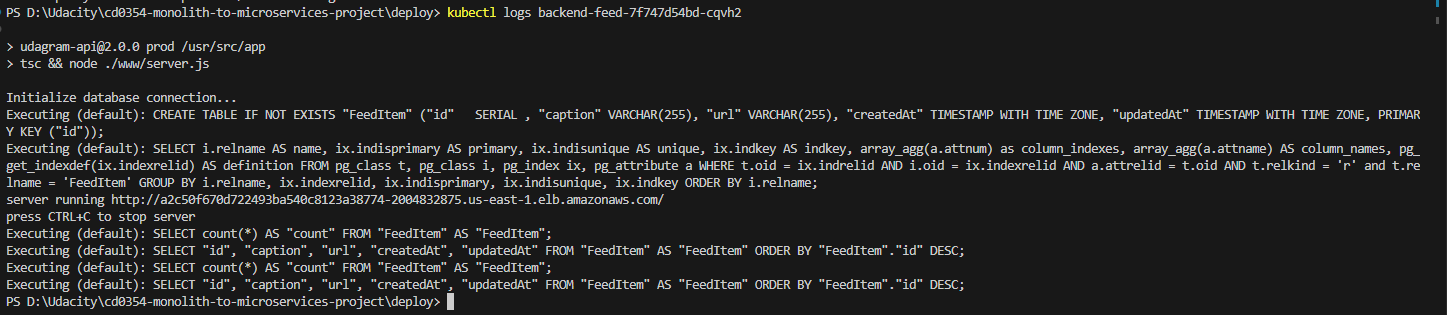 PS D:\Udacity\cd0354-monolith-to-microservices-project\deploy> kubectl logs backend-feed-7f747d54bd-cqvh2
> udagram-api@2.0.0 prod /usr/src/app
> tsc && node ./www/server.js
Initialize database connection...
Executing (default): CREATE TABLE IF NOT EXISTS "FeedItem" ("id"   SERIAL , "caption" VARCHAR(255), "url" VARCHAR(255), "createdAt" TIMESTAMP WITH TIME ZONE, "updatedAt" TIMESTAMP WITH TIME ZONE, PRIMAR
Y KEY ("id"));
Executing (default): SELECT i.relname AS name, ix.indisprimary AS primary, ix.indisunique AS unique, ix.indkey AS indkey, array_agg(a.attnum) as column_indexes, array_agg(a.attname) AS column_names, pg_
get_indexdef(ix.indexrelid) AS definition FROM pg_class t, pg_class i, pg_index ix, pg_attribute a WHERE t.oid = ix.indrelid AND i.oid = ix.indexrelid AND a.attrelid = t.oid AND t.relkind = 'r' and t.re
lname = 'FeedItem' GROUP BY i.relname, ix.indexrelid, ix.indisprimary, ix.indisunique, ix.indkey ORDER BY i.relname;
server running http://a2c50f670d722493ba540c8123a38774-2004832875.us-east-1.elb.amazonaws.com/
press CTRL+C to stop server
Executing (default): SELECT count(*) AS "count" FROM "FeedItem" AS "FeedItem";
Executing (default): SELECT "id", "caption", "url", "createdAt", "updatedAt" FROM "FeedItem" AS "FeedItem" ORDER BY "FeedItem"."id" DESC;
Executing (default): SELECT count(*) AS "count" FROM "FeedItem" AS "FeedItem";
Executing (default): SELECT "id", "caption", "url", "createdAt", "updatedAt" FROM "FeedItem" AS "FeedItem" ORDER BY "FeedItem"."id" DESC;
PS D:\Udacity\cd0354-monolith-to-microservices-project\deploy>